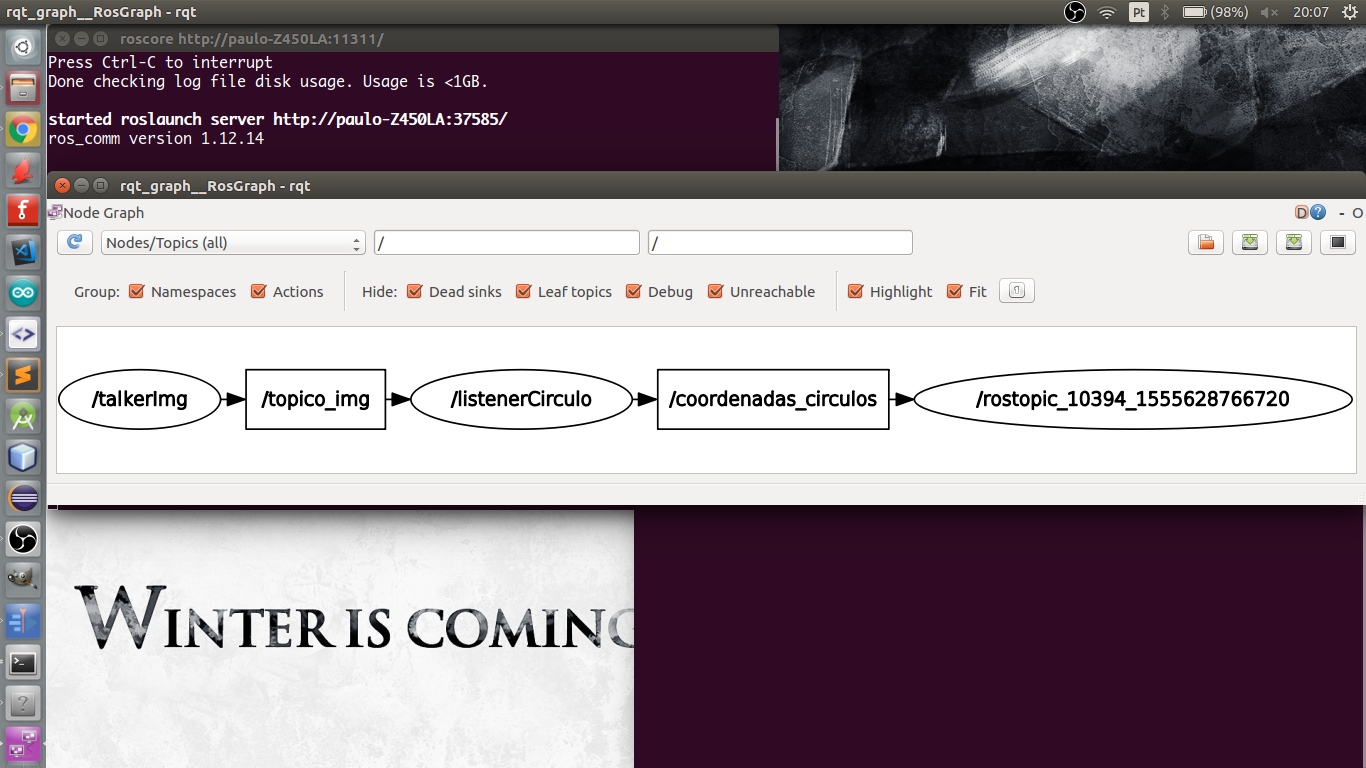 rqt_graph__RosGraph - rqt
Pt
(98%)
20:07
roscore http://paulo-Z450LA:11311/
Press Ctrl-C to interrupt
Done checking log file disk usage. Usage is <1GB.
started roslaunch server http://paulo-Z450LA:37585/
ros_comm version 1.12.14
rqt_graph__RosGraph - rqt
Node Graph
D ? - O
Nodes/Topics (all)
/
/
Group: Namespaces Actions Hide: Dead sinks Leaf topics Debug Unreachable Highlight Fit
/talkerImg
/topico_img
/listenerCirculo
/coordenadas_circulos
/rostopic_10394_1555628766720
WINTER IS COMING